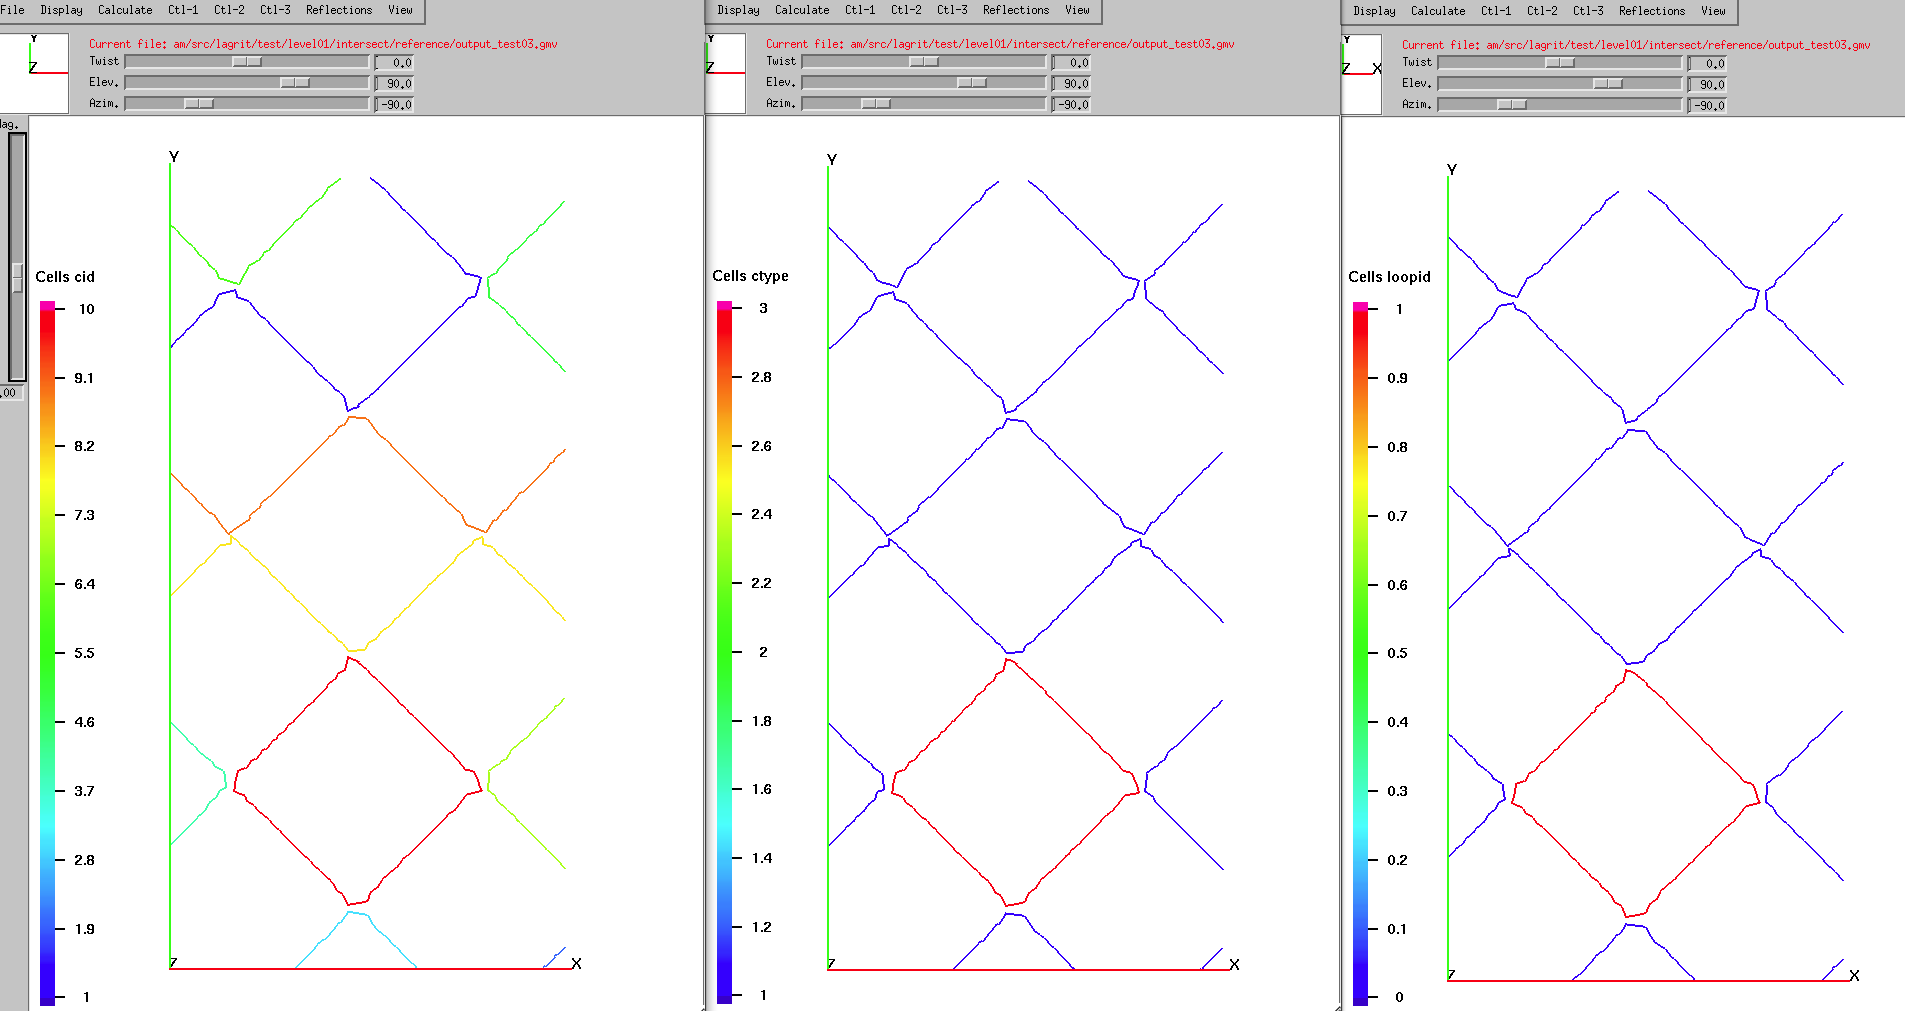 File Display Calculate Ctl-1 Ctl-2 Ctl-3 Reflections View
Y
Z
Current file: am/src/lagrit/test/level01/intersect/reference/output_test03.gmv
Twist 0.0
Elev. 90.0
Azim. -90.0
lag.
.00
Y
Cells cid
10
9.1
8.2
7.3
6.4
5.5
4.6
3.7
2.8
1.9
1
Z
X
Display Calculate Ctl-1 Ctl-2 Ctl-3 Reflections View
Y
Z
Current file: am/src/lagrit/test/level01/intersect/reference/output_test03.gmv
Twist 0.0
Elev. 90.0
Azim. -90.0
Y
Cells ctype
3
2.8
2.6
2.4
2.2
2
1.8
1.6
1.4
1.2
1
Z
X
Display Calculate Ctl-1 Ctl-2 Ctl-3 Reflections View
Y
Z X
Current file: am/src/lagrit/test/level01/intersect/reference/output_test03.gmv
Twist 0.0
Elev. 90.0
Azim. -90.0
Y
Cells loopid
1
0.9
0.8
0.7
0.6
0.5
0.4
0.3
0.2
0.1
0
Z
X